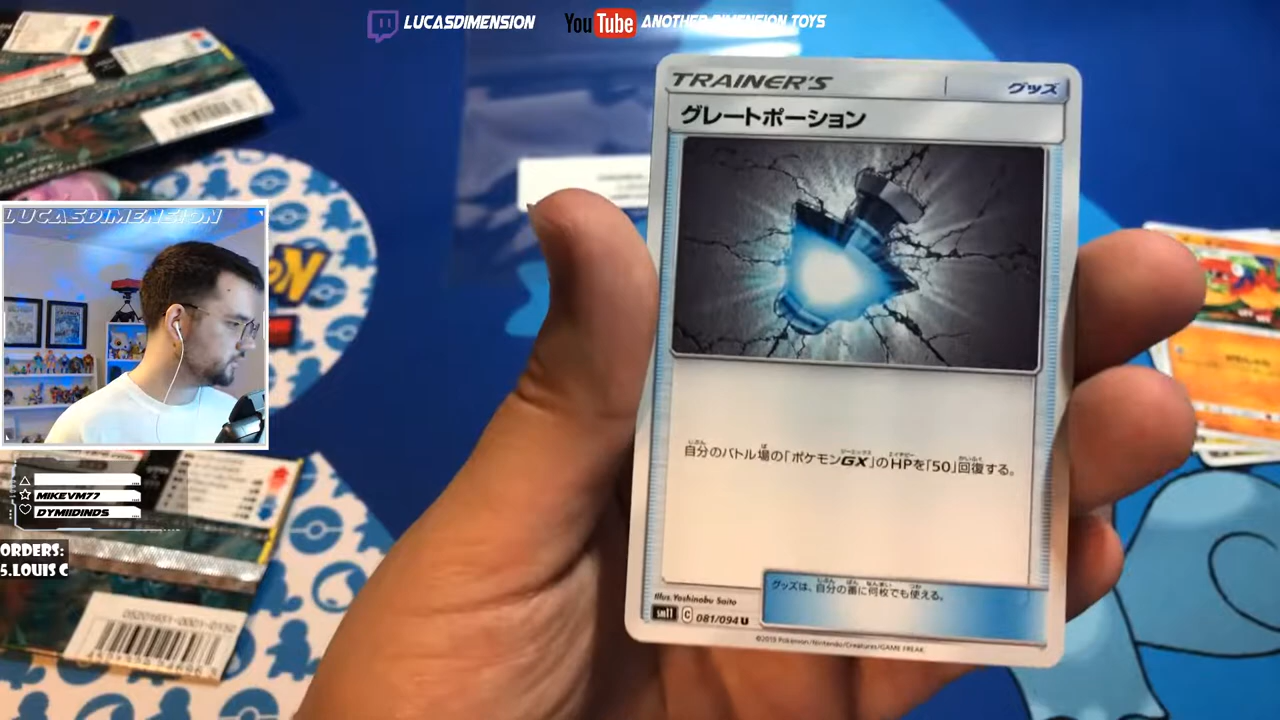 LUCASDIMENSION
YouTube ANOTHER DIMENSION TOYS
TRAINER'S グッズ
グレートポーション
自分のバトル場の「ポケモンGX」のHPを「50」回復する。
グッズは、自分の番に何枚でも使える。
Illus. Yoshinobu Saito
sm11 C 081/094 U
©2019 Pokémon/Nintendo/Creatures/GAME FREAK.
LUCASDIMENSION
MIKEVM77
DYMIIDINDS
ORDERS:
5.LOUIS C